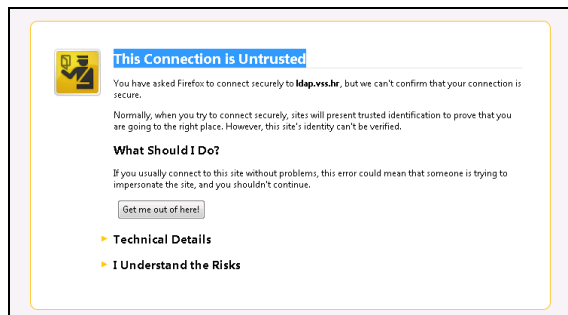 This Connection is Untrusted
You have asked Firefox to connect securely to ldap.vss.hr, but we can't confirm that your connection is
secure.
Normally, when you try to connect securely, sites will present trusted identification to prove that you
are going to the right place. However, this site's identity can't be verified.
What Should I Do?
If you usually connect to this site without problems, this error could mean that someone is trying to
impersonate the site, and you shouldn't continue.
Get me out of here!
Technical Details
I Understand the Risks